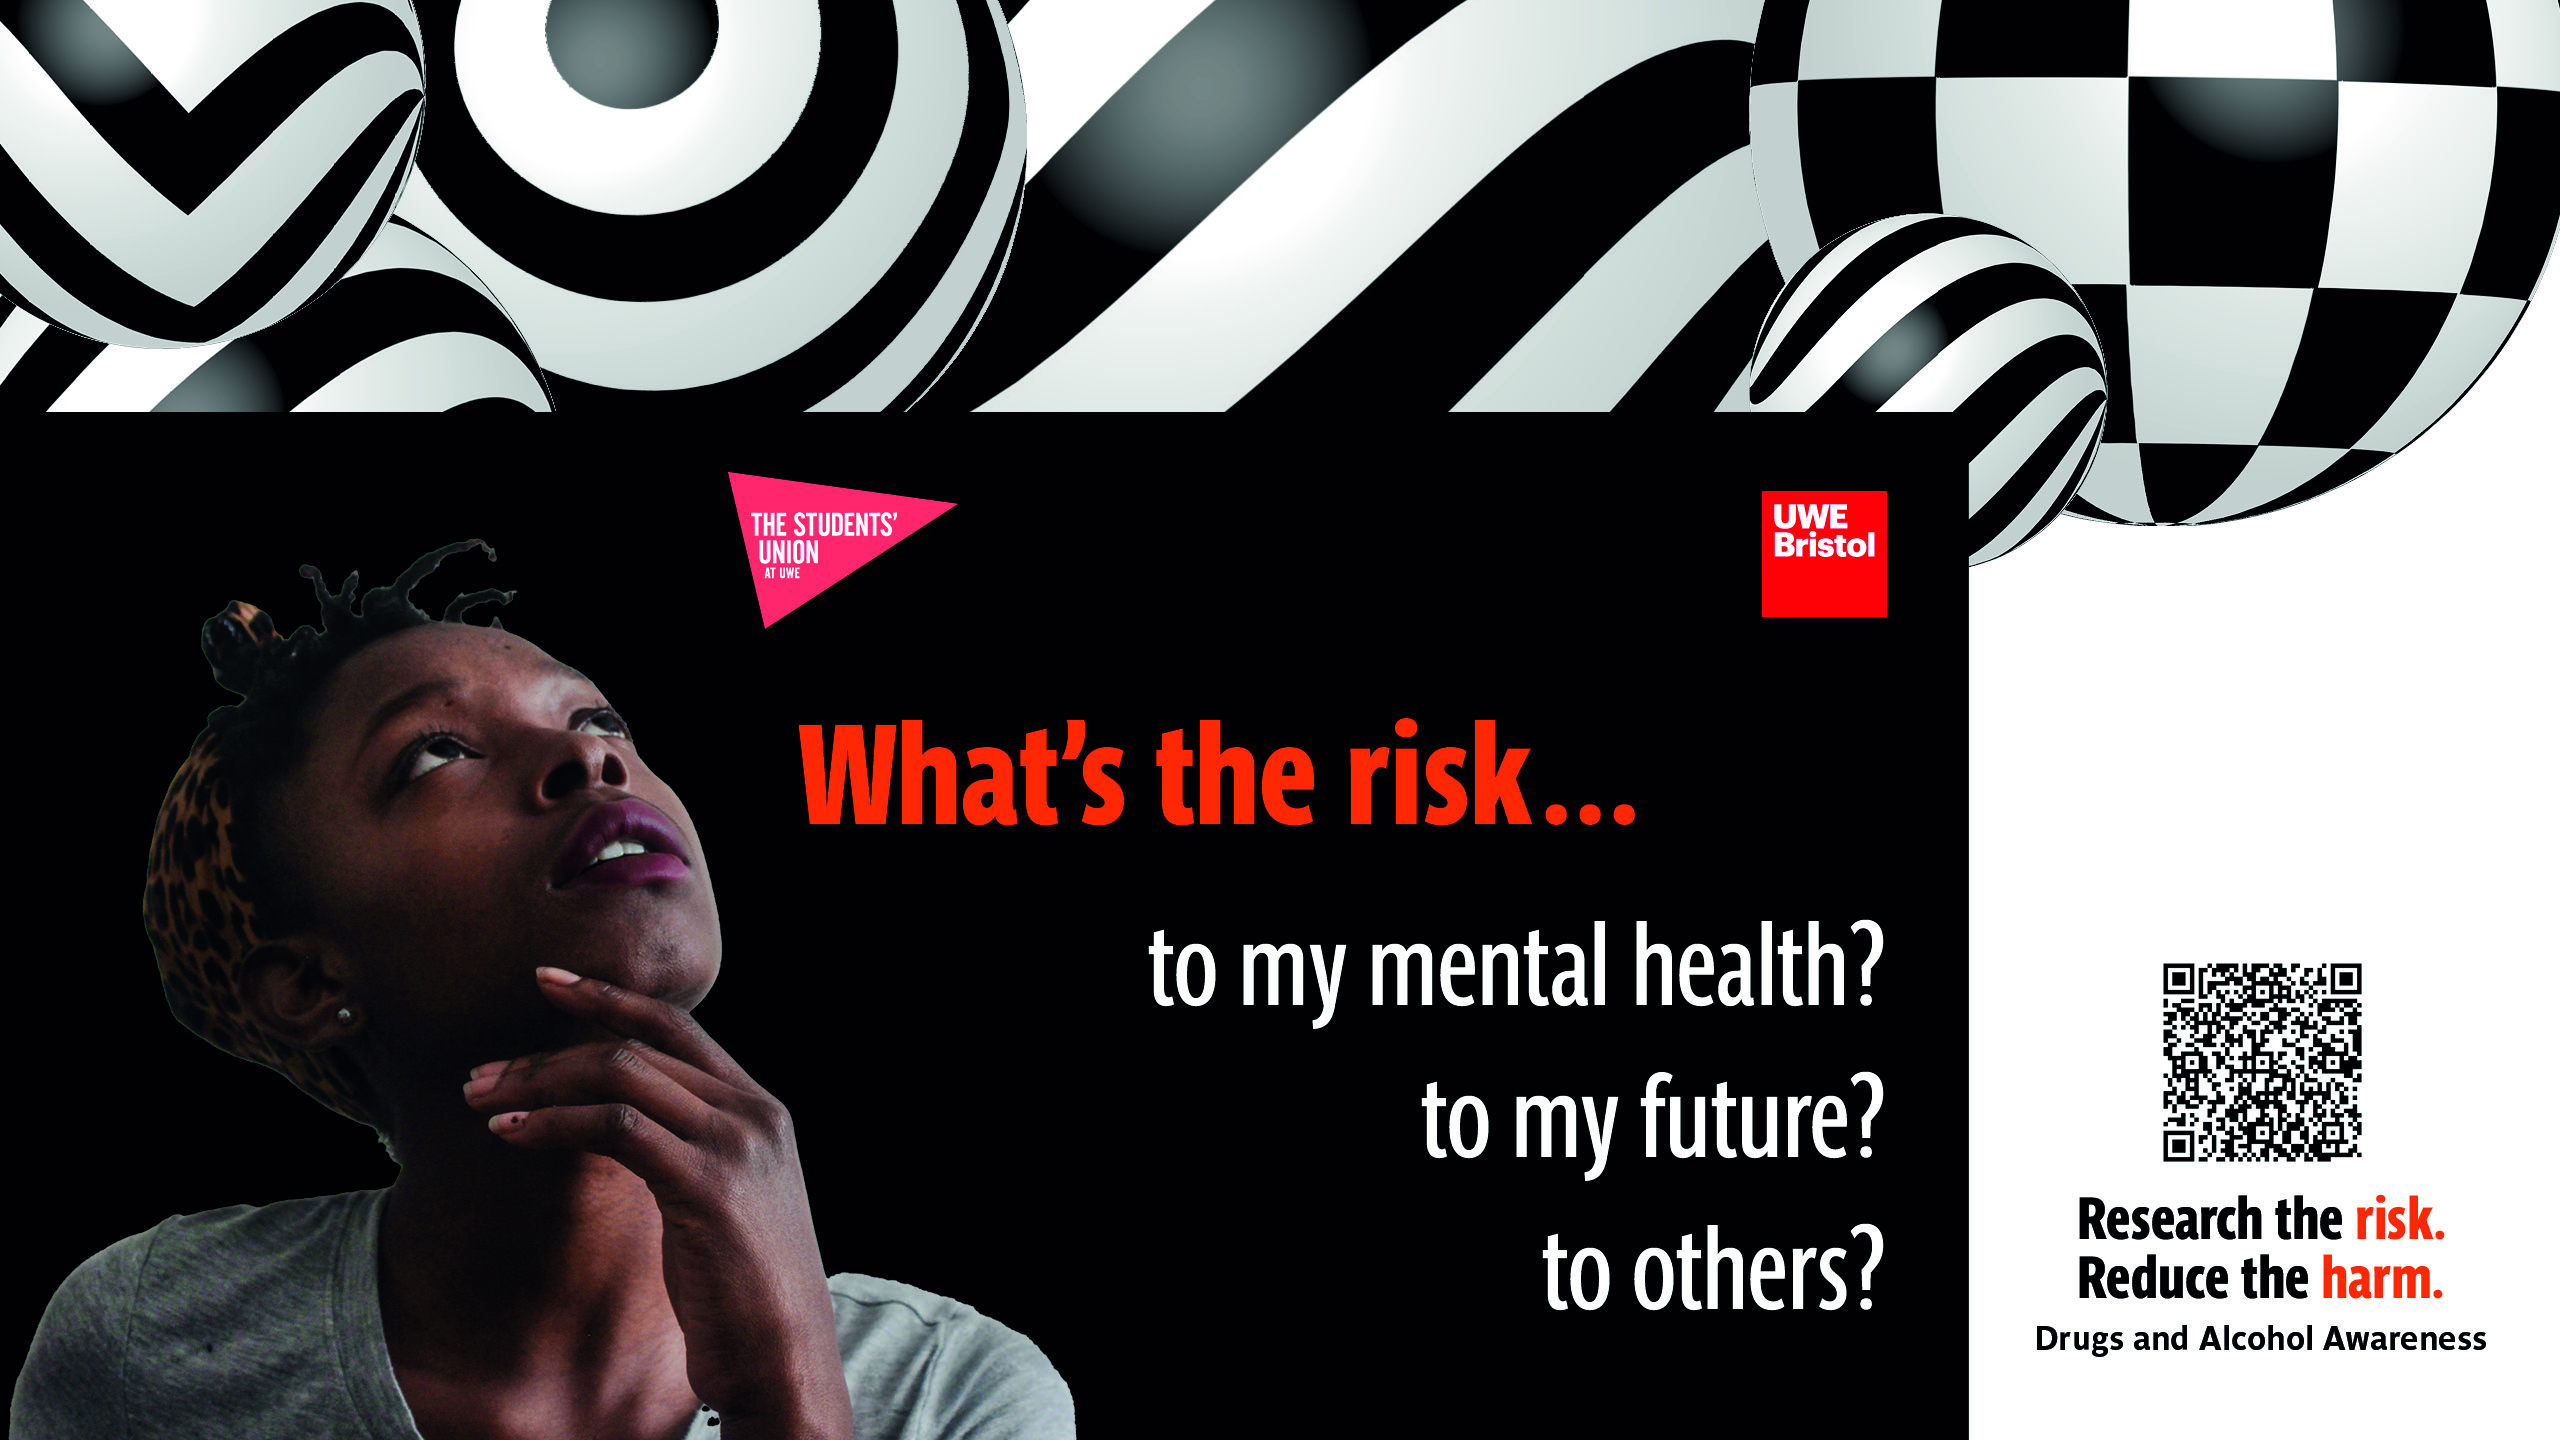 THE STUDENTS'
UNION
AT UWE
UWE
Bristol
What's the risk...
to my mental health?
to my future?
to others?
Research the risk.
Reduce the harm.
Drugs and Alcohol Awareness